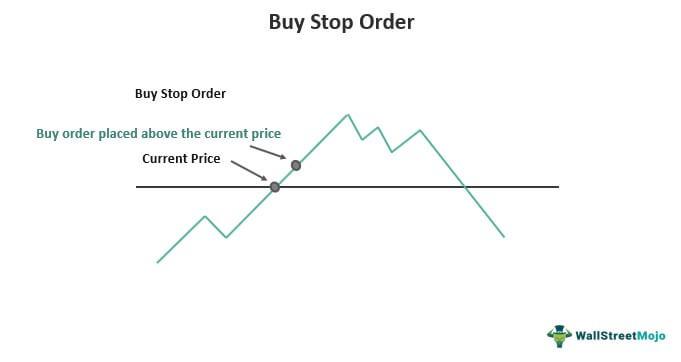 Buy Stop Order
Buy Stop Order
Buy order placed above the current price
Current Price
WallStreetMojo